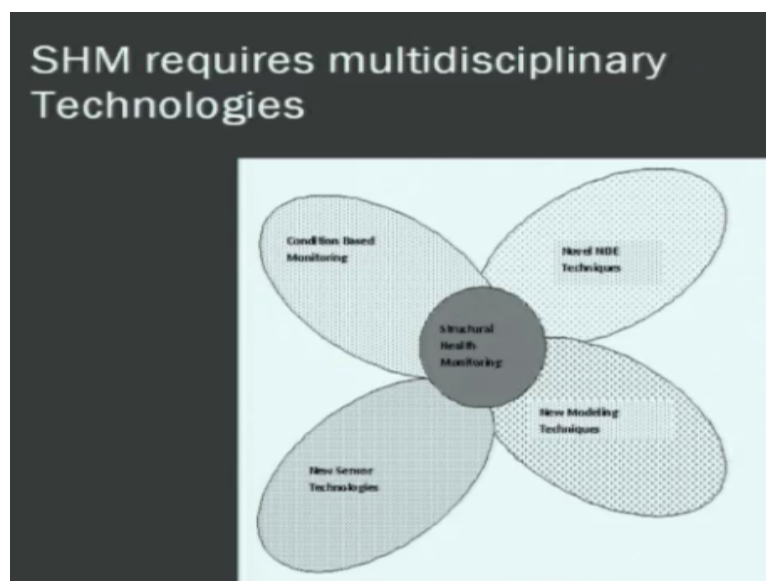 SHM requires multidisciplinary
Technologies
Condition Based
Monitoring
Novel NDE
Techniques
Structural
Health
Monitoring
New Modeling
Techniques
New Sensor
Technologies